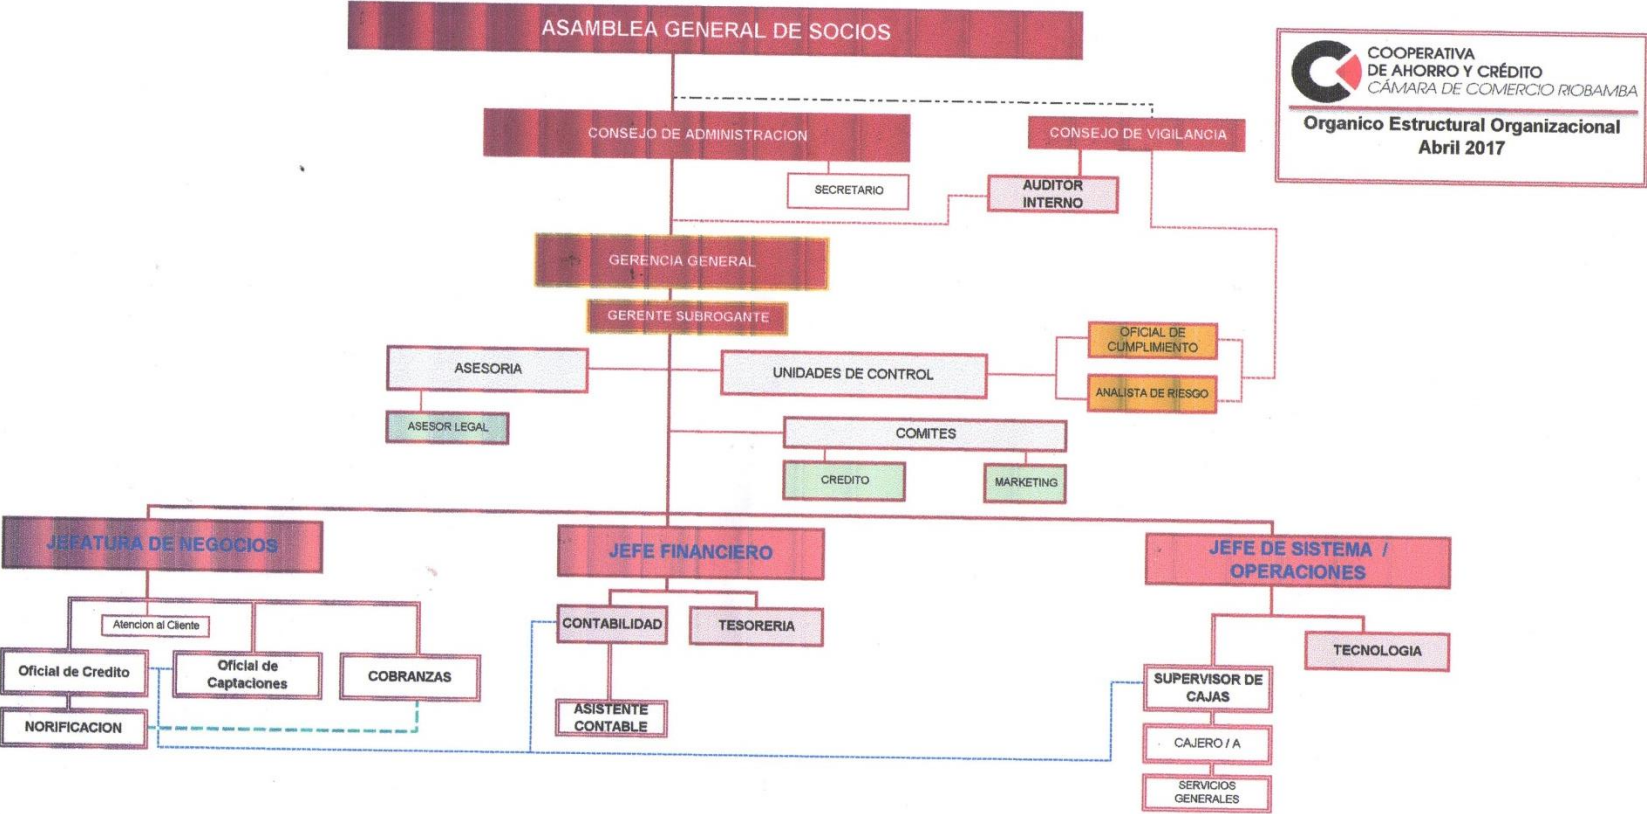 ASAMBLEA GENERAL DE SOCIOS
COOPERATIVA
DE AHORRO Y CRÉDITO
CÁMARA DE COMERCIO RIOBAMBA
Organico Estructural Organizacional
Abril 2017
CONSEJO DE ADMINISTRACION
CONSEJO DE VIGILANCIA
SECRETARIO
AUDITOR
INTERNO
GERENCIA GENERAL
GERENTE SUBROGANTE
ASESORIA
UNIDADES DE CONTROL
OFICIAL DE
CUMPLIMIENTO
ANALISTA DE RIESGO
ASESOR LEGAL
COMITES
CREDITO
MARKETING
JEFATURA DE NEGOCIOS
JEFE FINANCIERO
JEFE DE SISTEMA /
OPERACIONES
Atencion al Cliente
CONTABILIDAD
TESORERIA
TECNOLOGIA
Oficial de Credito
Oficial de
Captaciones
COBRANZAS
SUPERVISOR DE
CAJAS
NORIFICACION
ASISTENTE
CONTABLE
CAJERO / A
SERVICIOS
GENERALES